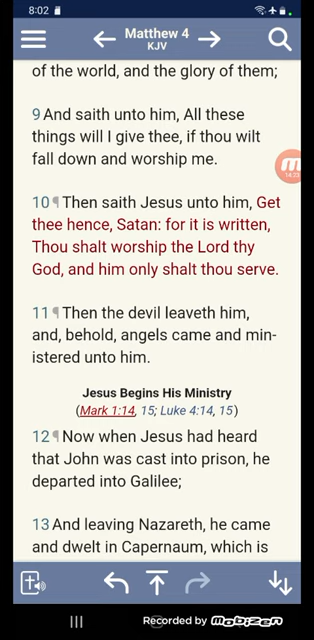 8:02
Matthew 4
KJV
of the world, and the glory of them;
9 And saith unto him, All these
things will I give thee, if thou wilt
fall down and worship me.
10 ¶ Then saith Jesus unto him, Get
thee hence, Satan: for it is written,
Thou shalt worship the Lord thy
God, and him only shalt thou serve.
11 ¶ Then the devil leaveth him,
and, behold, angels came and min-
istered unto him.
Jesus Begins His Ministry
(Mark 1:14, 15; Luke 4:14, 15)
12 ¶ Now when Jesus had heard
that John was cast into prison, he
departed into Galilee;
13 And leaving Nazareth, he came
and dwelt in Capernaum, which is
Recorded by mobizen